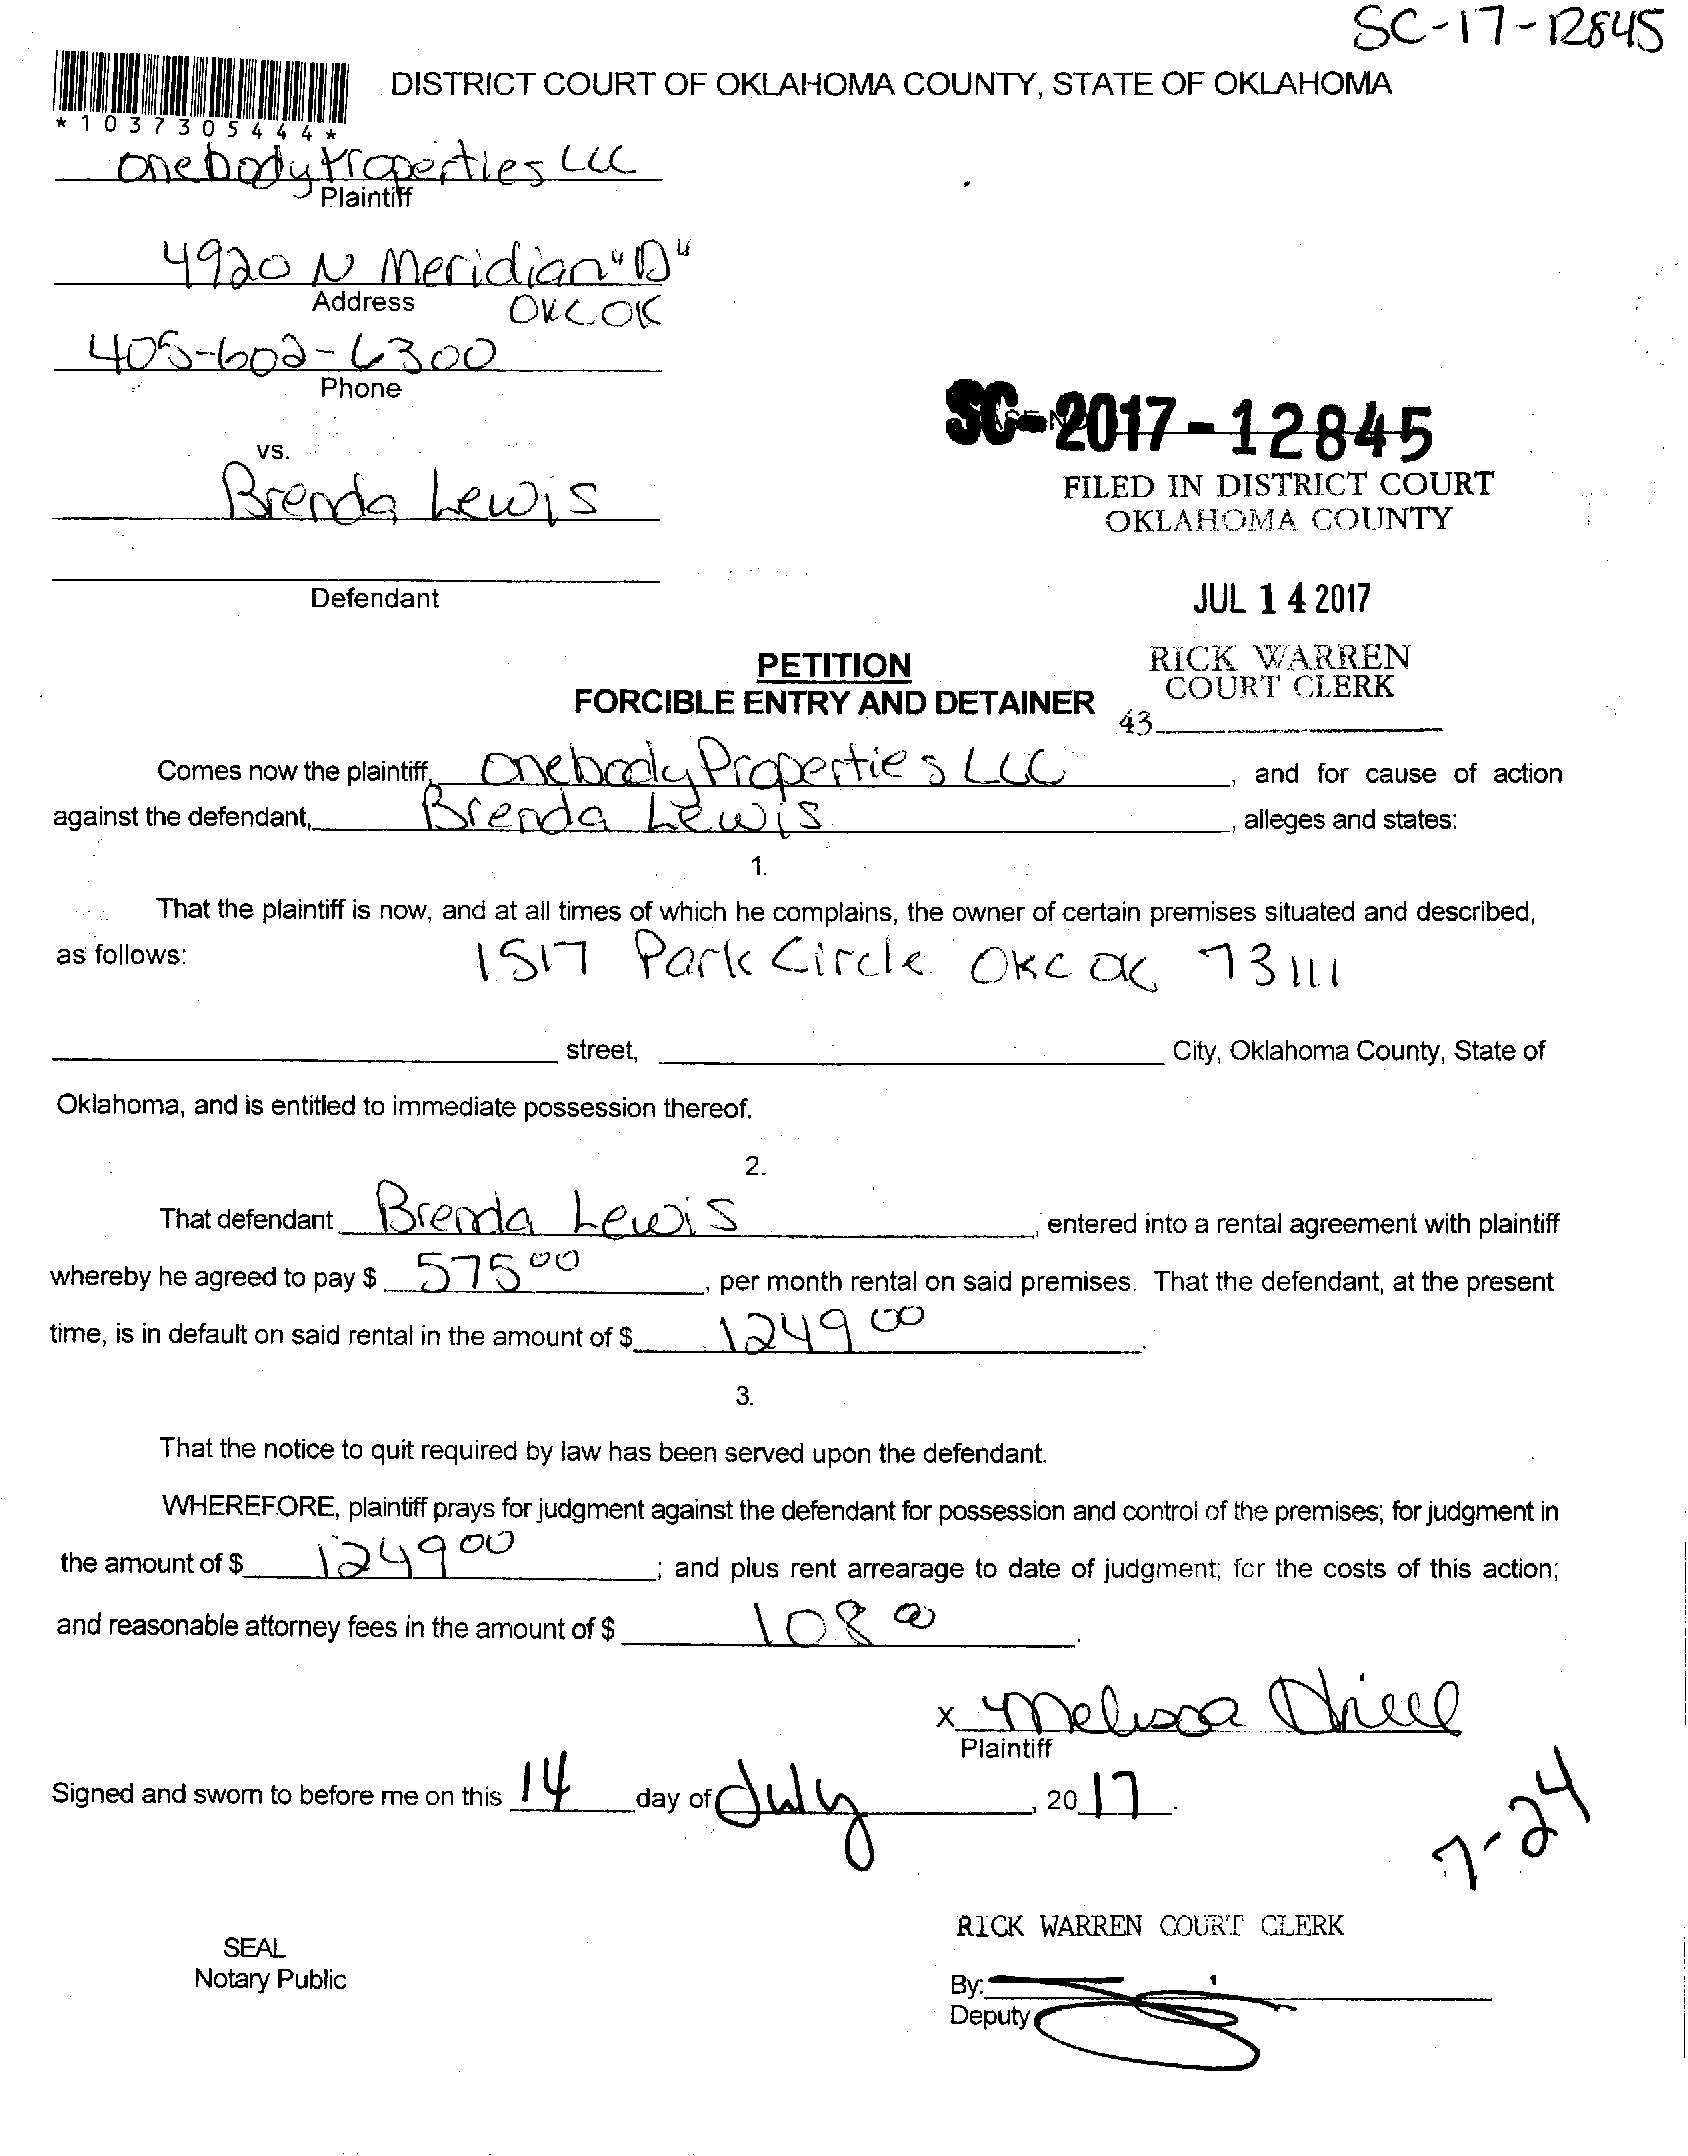 SC-17-12845
DISTRICT COURT OF OKLAHOMA COUNTY, STATE OF OKLAHOMA
*1037305444*
Onebody Properties LLC
Plaintiff
4920 N Meridian "D"
Address OKC OK
405-602-6300
Phone
SC-2017-12845
vs.
Brenda Lewis
FILED IN DISTRICT COURT
OKLAHOMA COUNTY
Defendant
JUL 14 2017
PETITION
RICK WARREN
COURT CLERK
FORCIBLE ENTRY AND DETAINER
43
Comes now the plaintiff, Onebody Properties LLC, and for cause of action
against the defendant, Brenda Lewis, alleges and states:
1.
That the plaintiff is now, and at all times of which he complains, the owner of certain premises situated and described,
as follows: 1517 Park Circle OKC OK 73111
street, City, Oklahoma County, State of
Oklahoma, and is entitled to immediate possession thereof.
2.
That defendant Brenda Lewis, entered into a rental agreement with plaintiff
whereby he agreed to pay $ 575 00, per month rental on said premises. That the defendant, at the present
time, is in default on said rental in the amount of $ 1249 00.
3.
That the notice to quit required by law has been served upon the defendant.
WHEREFORE, plaintiff prays for judgment against the defendant for possession and control of the premises; for judgment in
the amount of $ 1249 00; and plus rent arrearage to date of judgment; for the costs of this action;
and reasonable attorney fees in the amount of $ 108 00.
x Melissa
Plaintiff
Signed and sworn to before me on this 14 day of July, 2017.
7-24
RICK WARREN COURT CLERK
SEAL
Notary Public
By:
Deputy